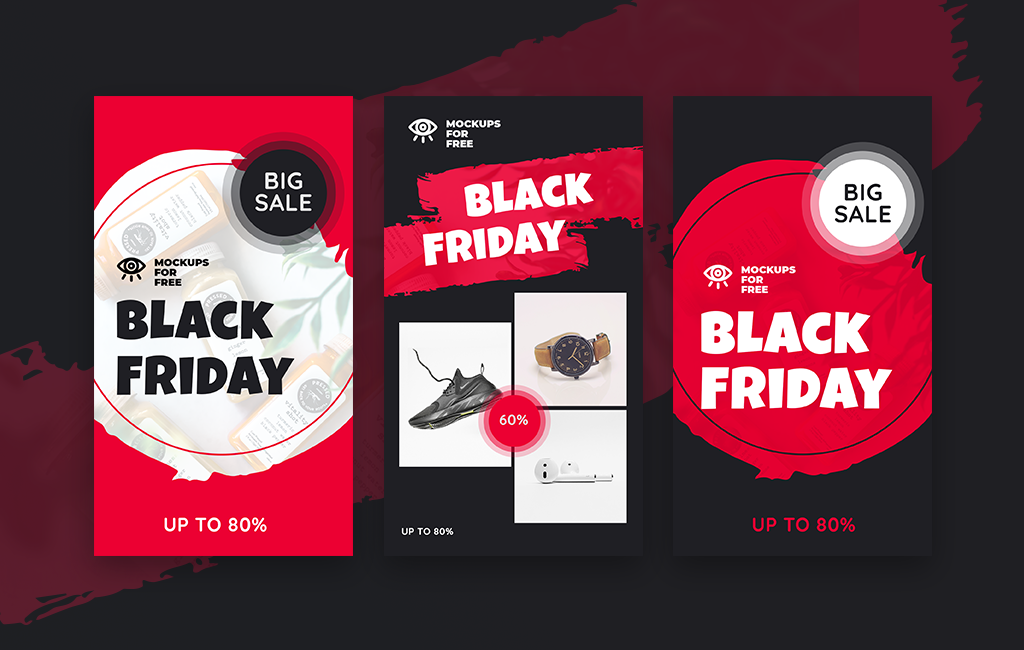 BIG
SALE
MOCKUPS
FOR
FREE
BLACK
FRIDAY
UP TO 80%
MOCKUPS
FOR
FREE
BLACK
FRIDAY
60%
UP TO 80%
BIG
SALE
MOCKUPS
FOR
FREE
BLACK
FRIDAY
UP TO 80%